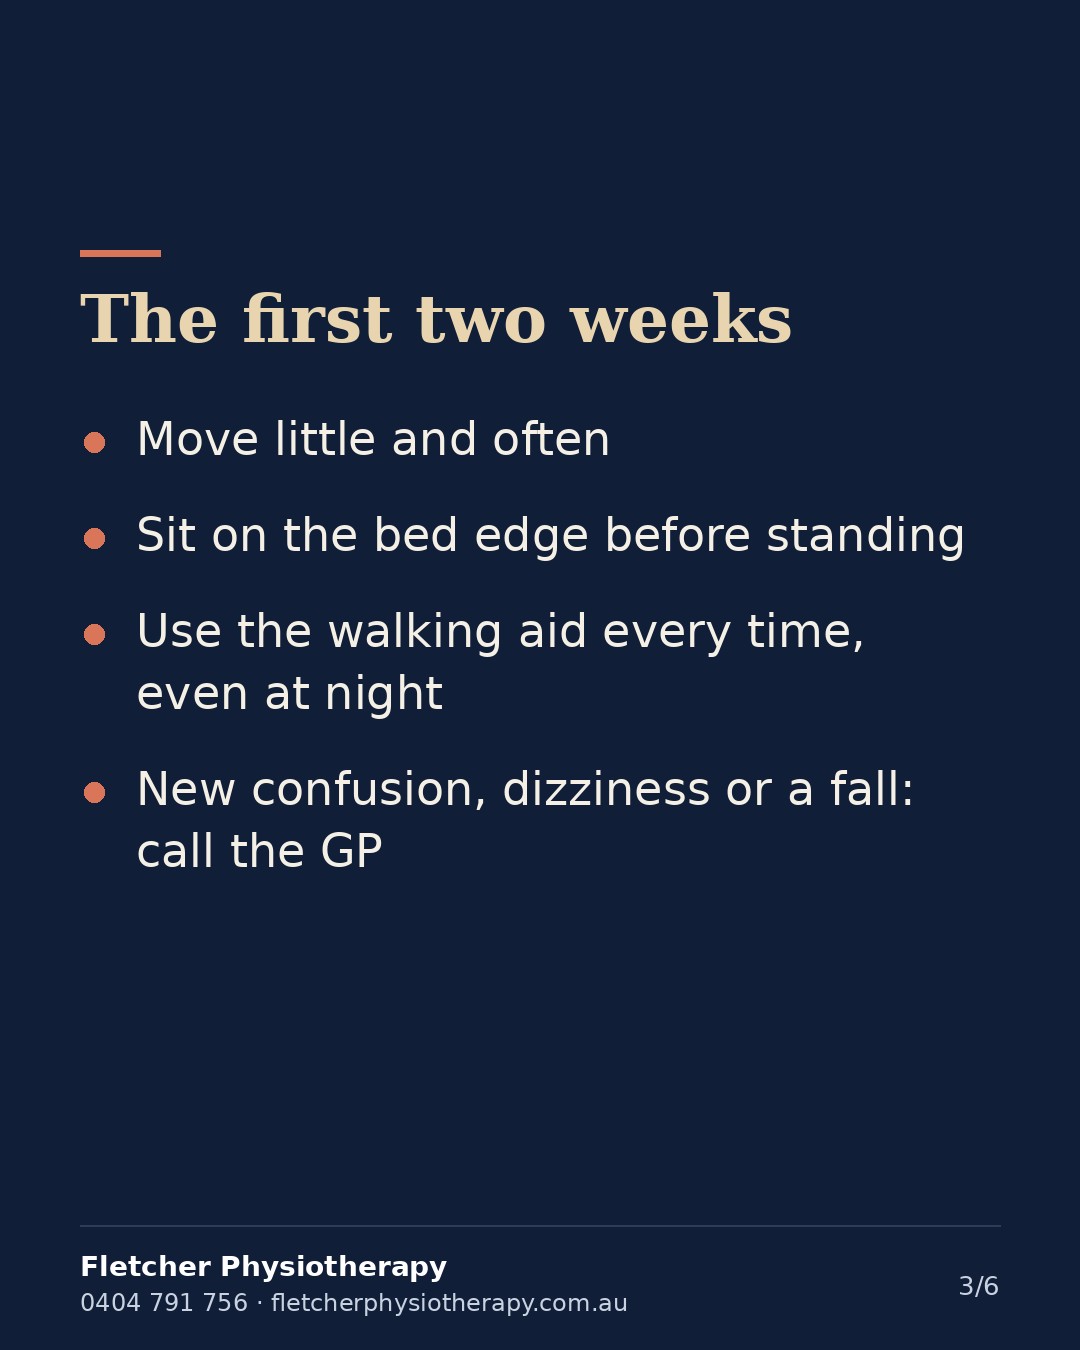 The first two weeks
• Move little and often
• Sit on the bed edge before standing
• Use the walking aid every time,
even at night
• New confusion, dizziness or a fall:
call the GP
Fletcher Physiotherapy
0404 791 756 · fletcherphysiotherapy.com.au
3/6